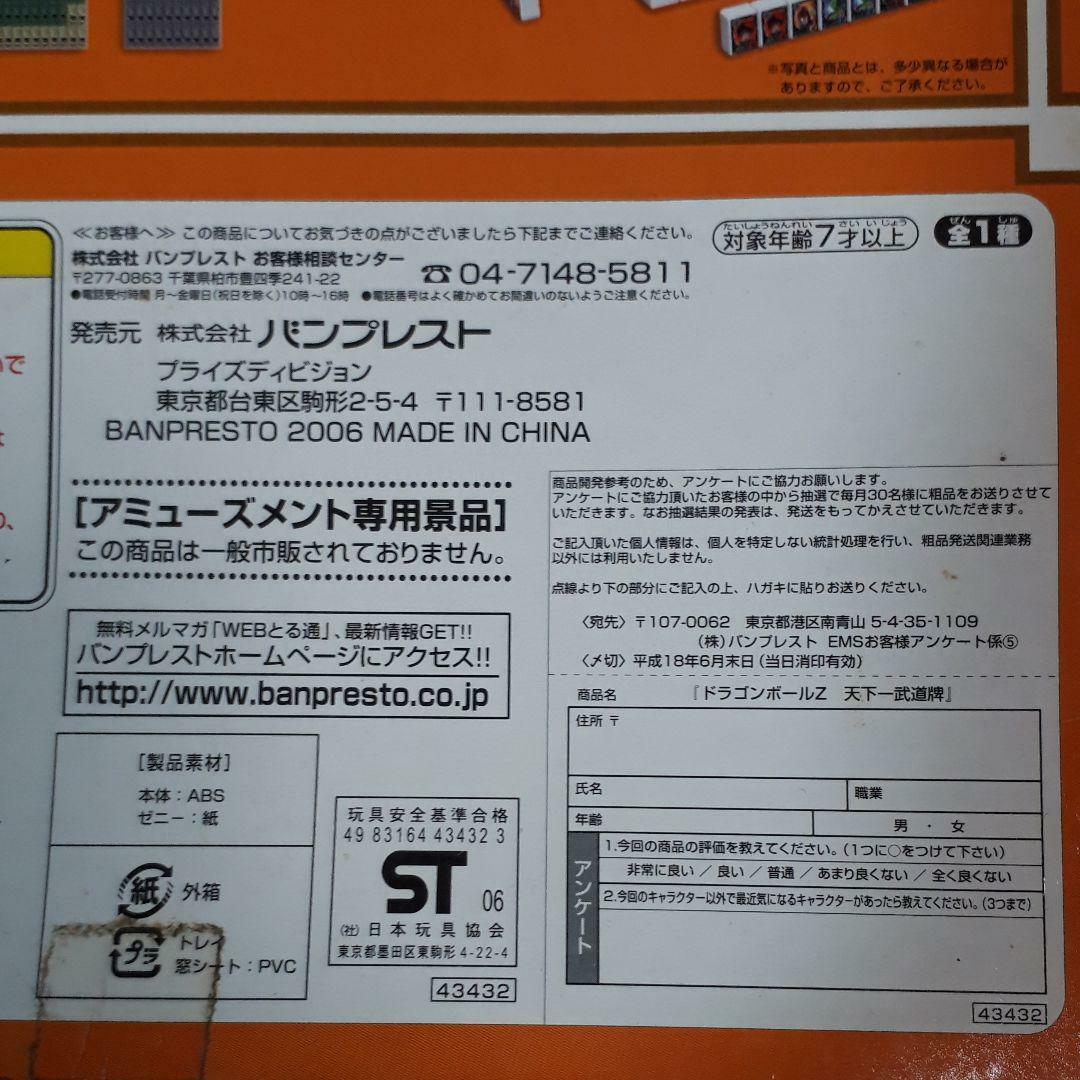 ※写真と商品とは、多少異なる場合が
ありますので、ご了承ください。
≪お客様へ≫ この商品についてお気づきの点がございましたら下記までご連絡ください。
株式会社 バンプレスト お客様相談センター
〒277-0863 千葉県柏市豊四季241-22
☎ 04-7148-5811
●電話受付時間 月〜金曜日(祝日を除く)10時〜16時 ●電話番号はよく確かめてお間違いのないようご注意ください。
たいしょうねんれい さい いじょう
対象年齢7才以上
ぜん しゅ
全1種
発売元 株式会社 バンプレスト
プライズディビジョン
東京都台東区駒形2-5-4 〒111-8581
BANPRESTO 2006 MADE IN CHINA
[アミューズメント専用景品]
この商品は一般市販されておりません。
無料メルマガ「WEBとる通」、最新情報GET!!
バンプレストホームページにアクセス!!
http://www.banpresto.co.jp
[製品素材]
本体:ABS
ゼニー:紙
紙 外箱
プラ トレイ
窓シート:PVC
玩具安全基準合格
49 83164 43432 3
ST 06
(社)日本玩具協会
東京都墨田区東駒形4-22-4
43432
商品開発参考のため、アンケートにご協力お願いします。
アンケートにご協力頂いたお客様の中から抽選で毎月30名様に粗品をお送りさせて
いただきます。なお抽選結果の発表は、発送をもってかえさせていただきます。
ご記入頂いた個人情報は、個人を特定しない統計処理を行い、粗品発送関連業務
以外には利用いたしません。
点線より下の部分にご記入の上、ハガキに貼りお送りください。
〈宛先〉〒107-0062 東京都港区南青山 5-4-35-1109
(株)バンプレスト EMSお客様アンケート係⑤
〈〆切〉平成18年6月末日(当日消印有効)
商品名 『ドラゴンボールZ 天下一武道牌』
住所 〒
氏名 職業
年齢 男 ・ 女
アンケート
1.今回の商品の評価を教えてください。(1つに○をつけて下さい)
非常に良い / 良い / 普通 / あまり良くない / 全く良くない
2.今回のキャラクター以外で最近気になるキャラクターがあったら教えてください。(3つまで)
43432